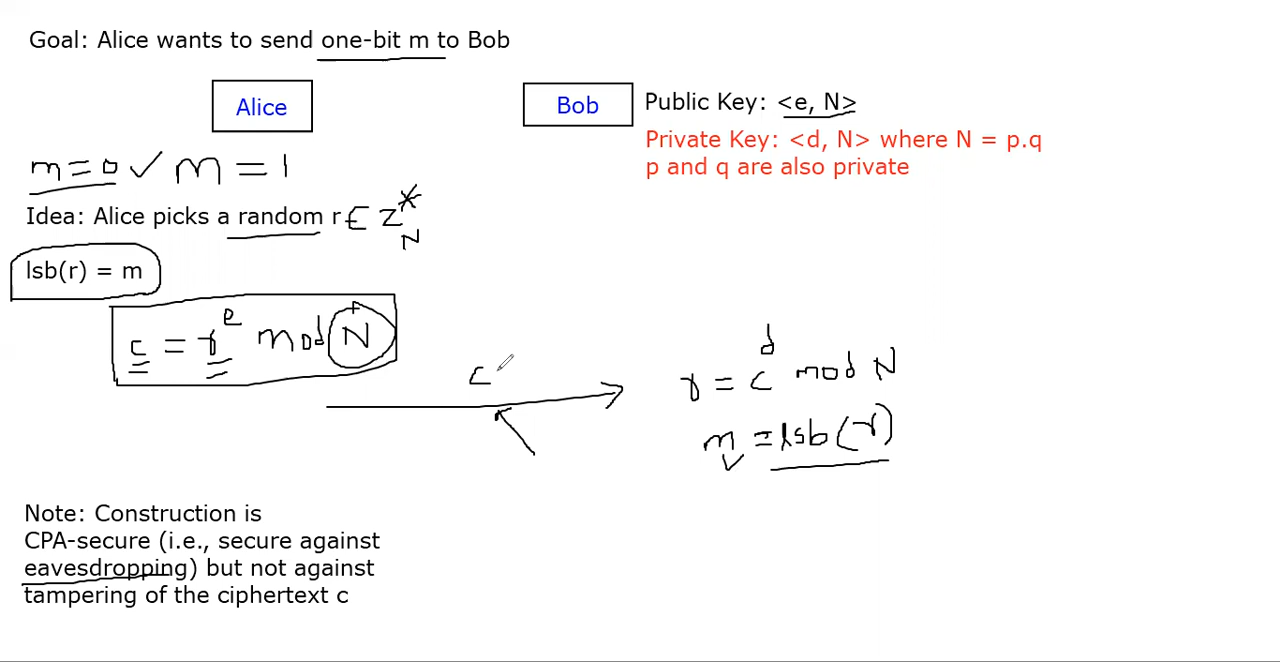 Goal: Alice wants to send one-bit m to Bob
Alice
Bob
Public Key: <e, N>
Private Key: <d, N> where N = p.q
p and q are also private
m = 0 ✓ m = 1
Idea: Alice picks a random r ∈ Z*_N
lsb(r) = m
c = r^e mod N
c
r = c^d mod N
m = lsb(r)
Note: Construction is
CPA-secure (i.e., secure against
eavesdropping) but not against
tampering of the ciphertext c